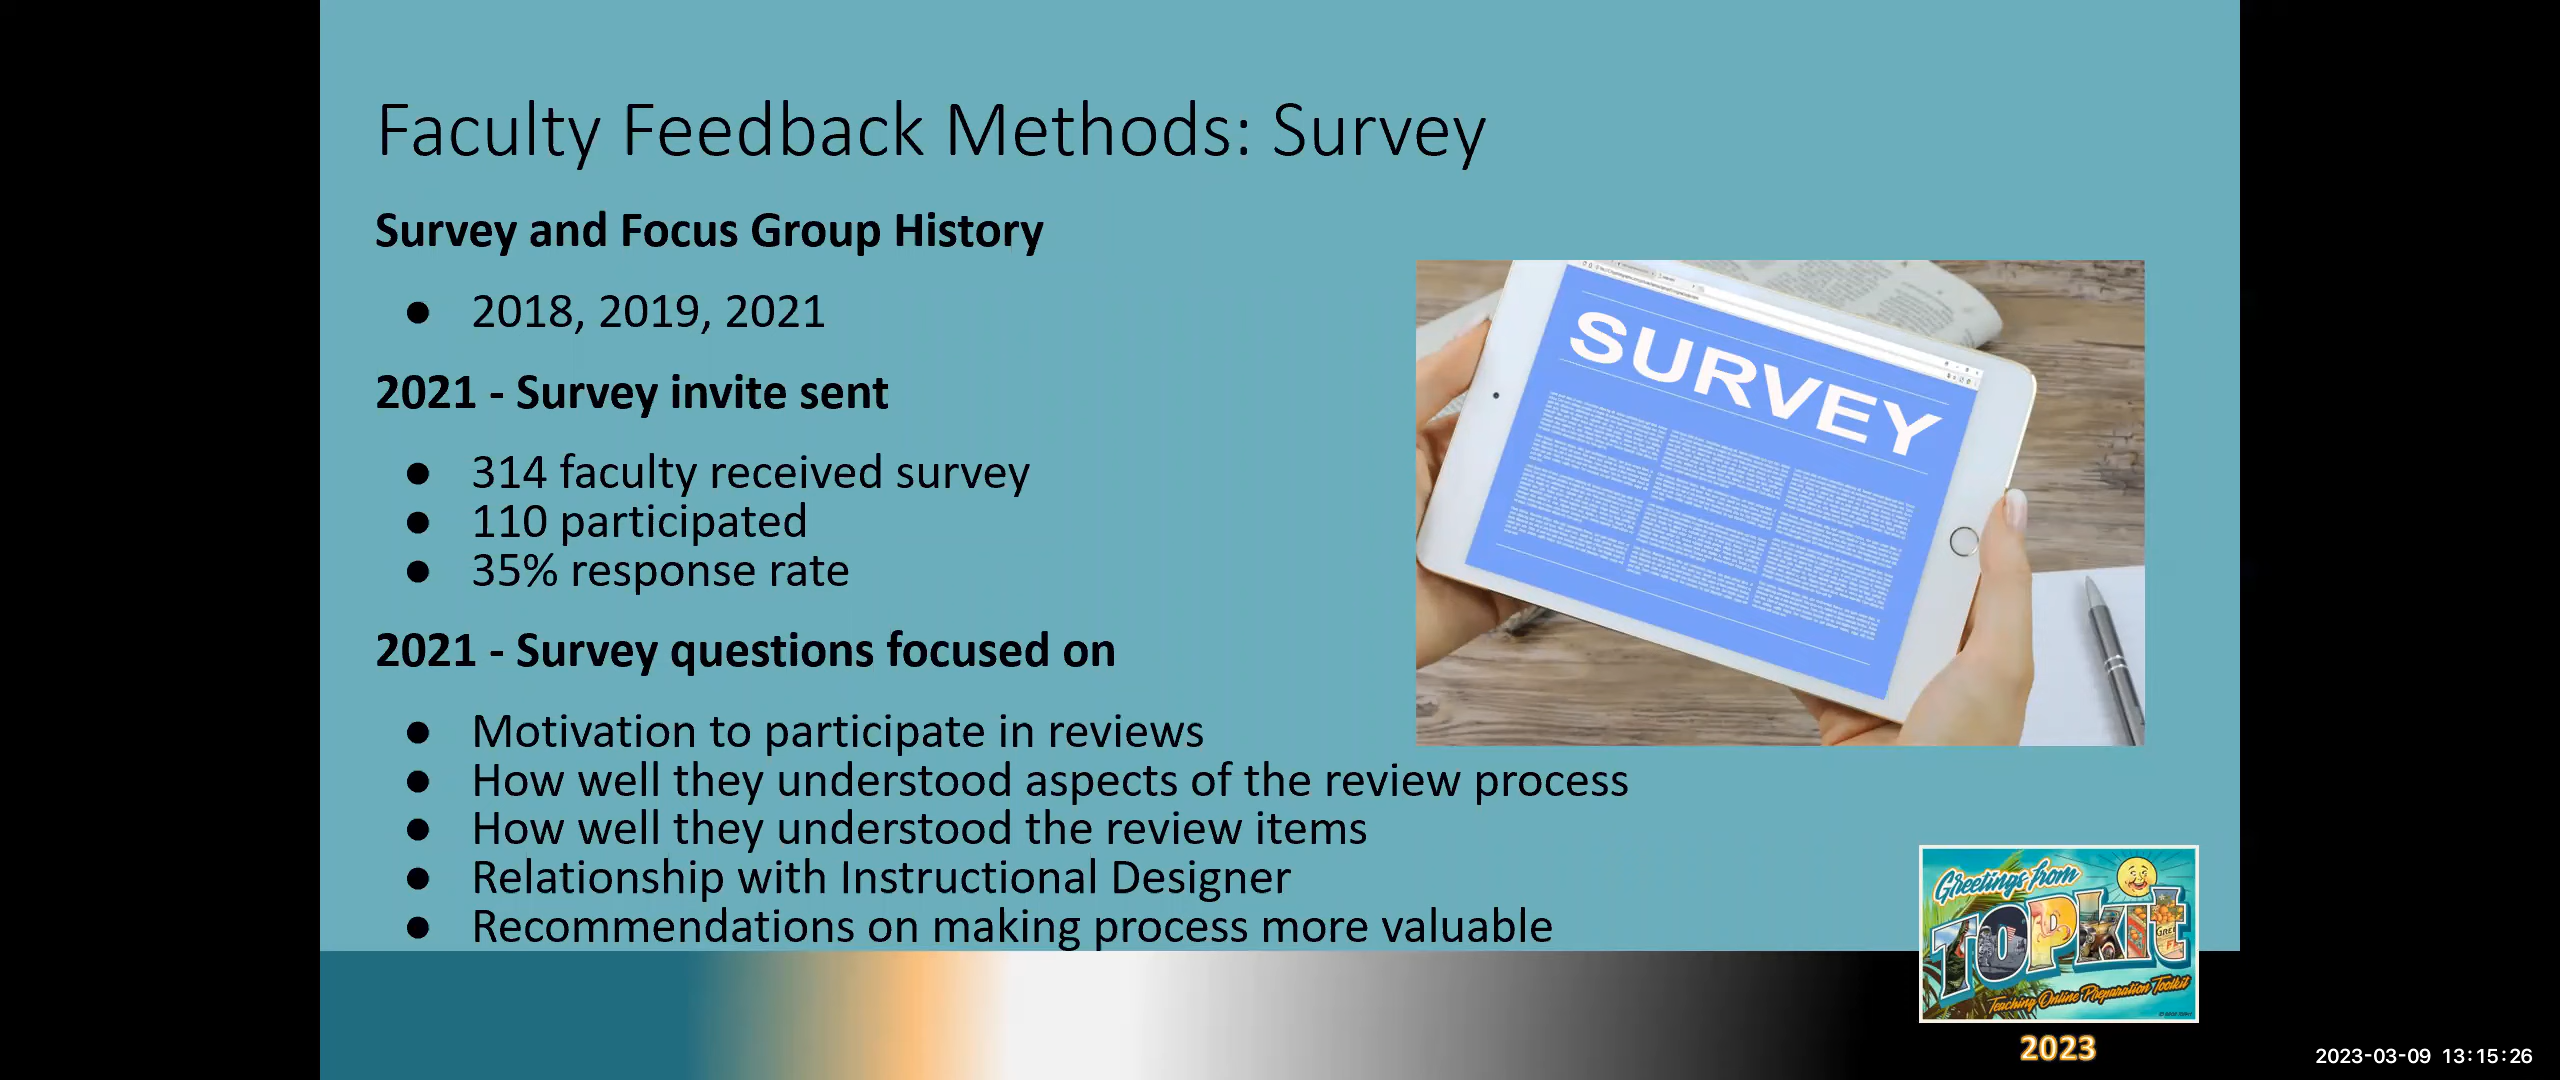 Faculty Feedback Methods: Survey
Survey and Focus Group History
● 2018, 2019, 2021
2021 - Survey invite sent
● 314 faculty received survey
● 110 participated
● 35% response rate
2021 - Survey questions focused on
● Motivation to participate in reviews
● How well they understood aspects of the review process
● How well they understood the review items
● Relationship with Instructional Designer
● Recommendations on making process more valuable
SURVEY
Greetings from
TOPkit
Teaching Online Preparation Toolkit
2023
2023-03-09 13:15:26